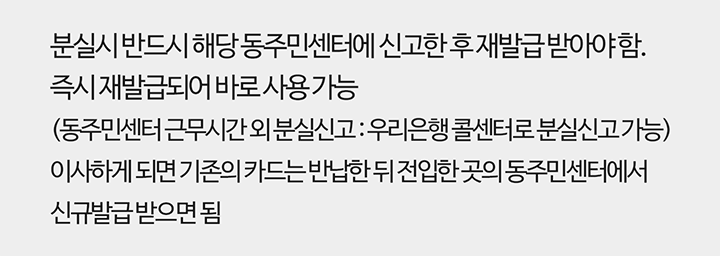 분실시 반드시 해당 동주민센터에 신고한 후 재발급 받아야 함.
즉시 재발급되어 바로 사용 가능
(동주민센터 근무시간 외 분실신고 : 우리은행 콜센터로 분실신고 가능)
이사하게 되면 기존의 카드는 반납한 뒤 전입한 곳의 동주민센터에서
신규발급 받으면 됨